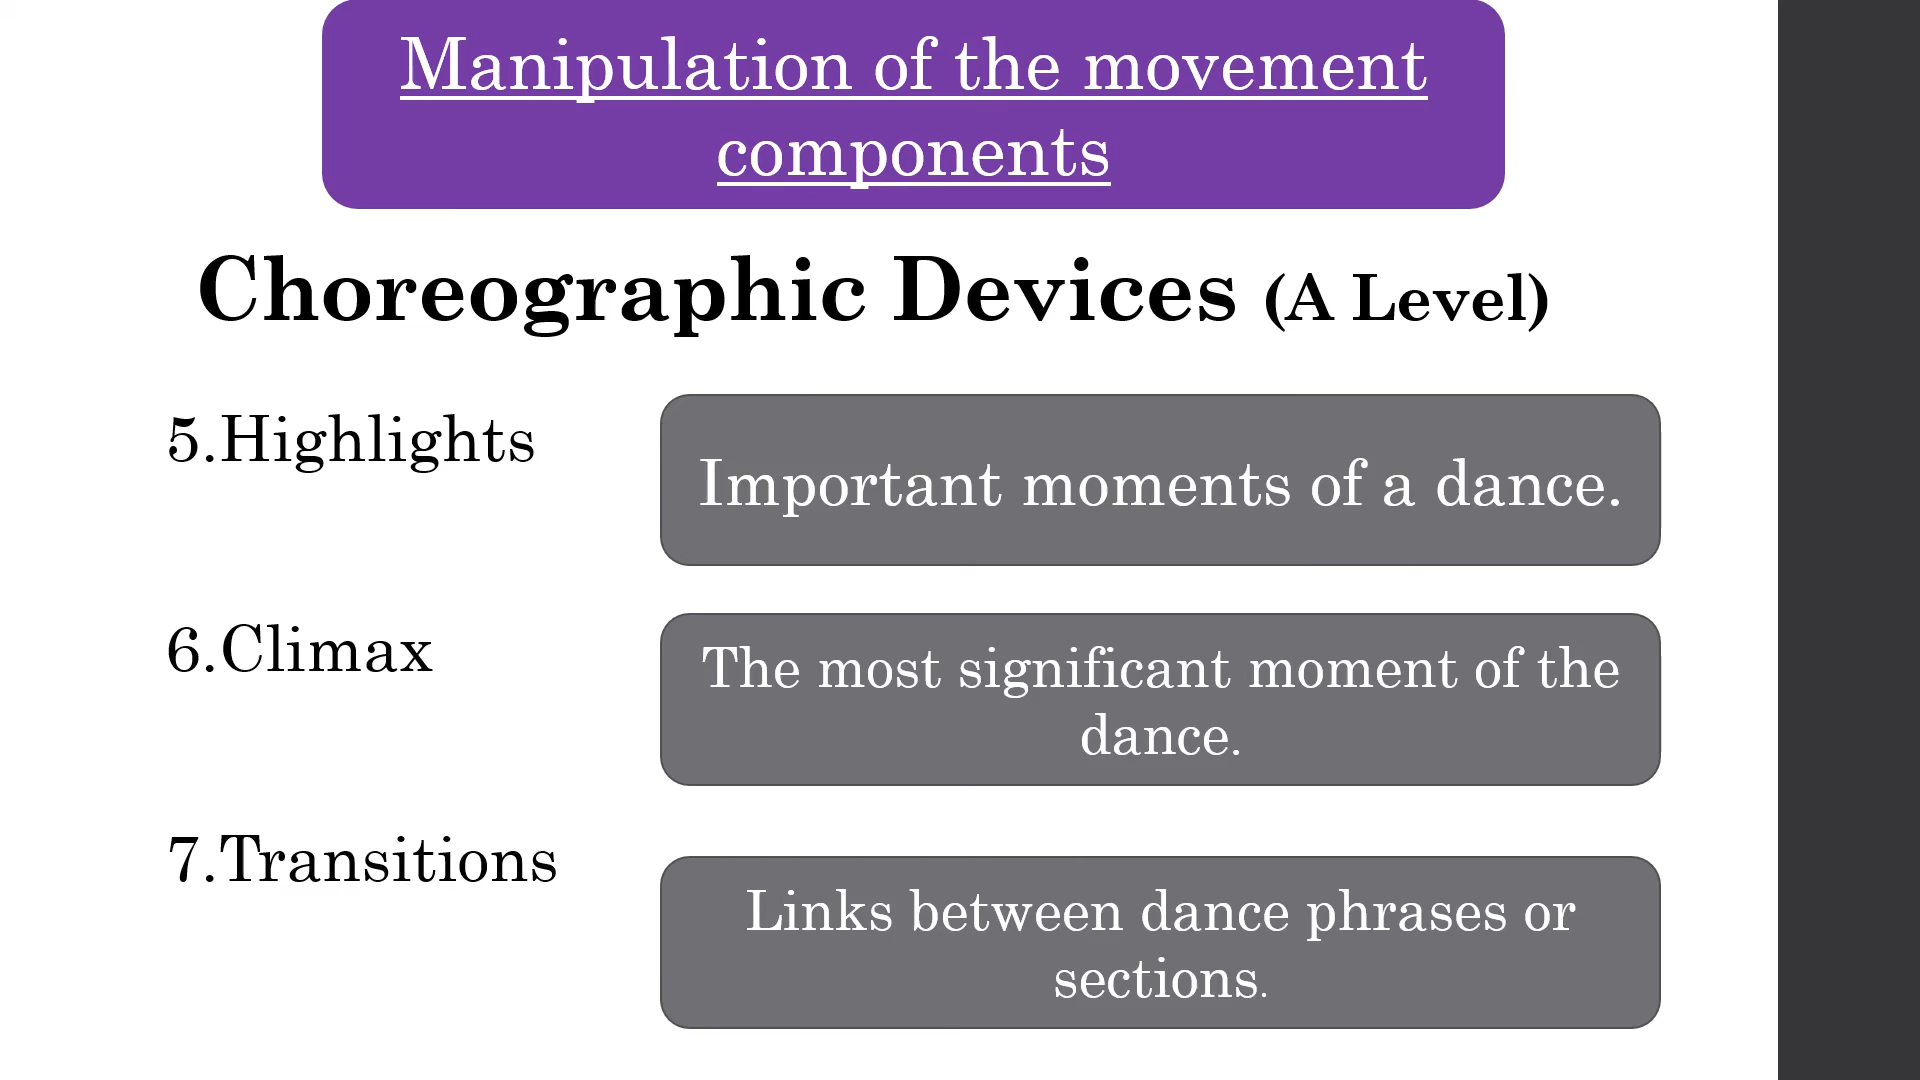 Manipulation of the movement
components
Choreographic Devices (A Level)
5.Highlights
Important moments of a dance.
6.Climax
The most significant moment of the
dance.
7.Transitions
Links between dance phrases or
sections.